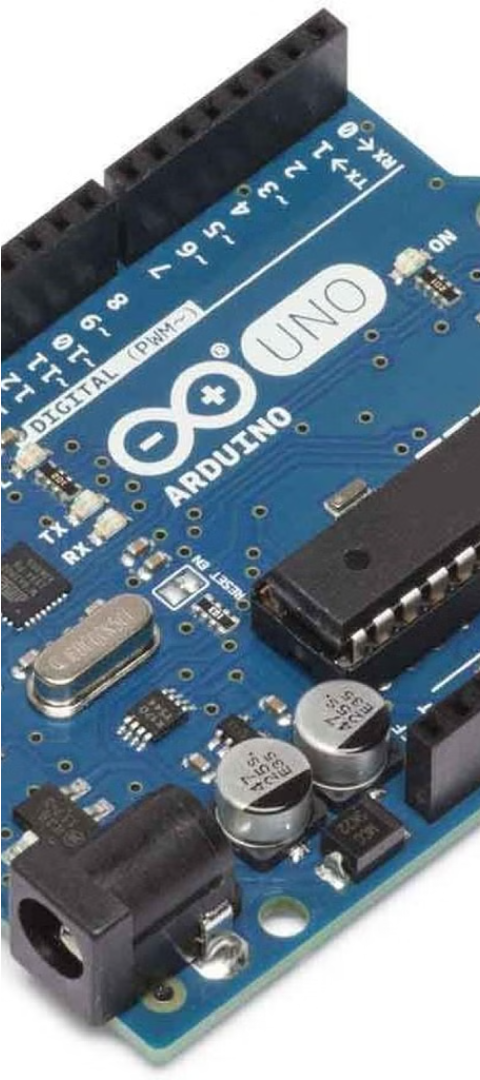 RX←0
TX→1
2
~3
4
~5
~6
7
8
~9
~10
~11
12
DIGITAL (PWM~)
UNO
®
ARDUINO
ON
L
TX
RX
RESET EN